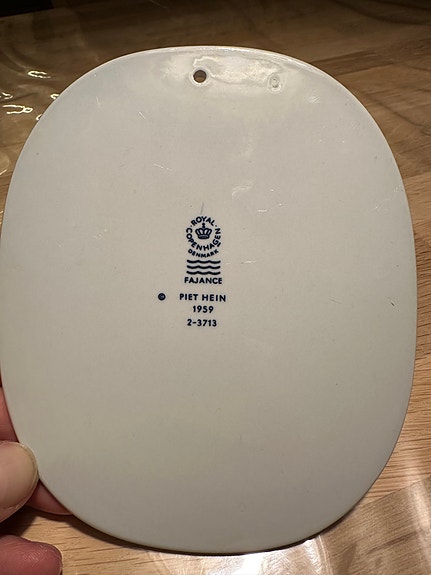 ROYAL
COPENHAGEN
DENMARK
FAJANCE
© PIET HEIN
1959
2-3713